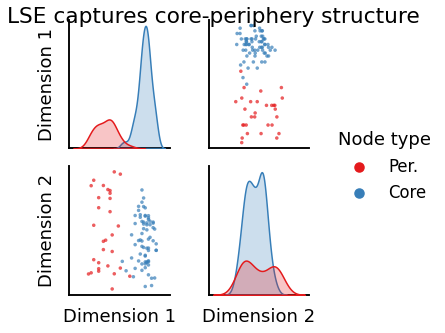 LSE captures core-periphery structure
Dimension 1
Node type
Per.
Core
Dimension 2
Dimension 1
Dimension 2